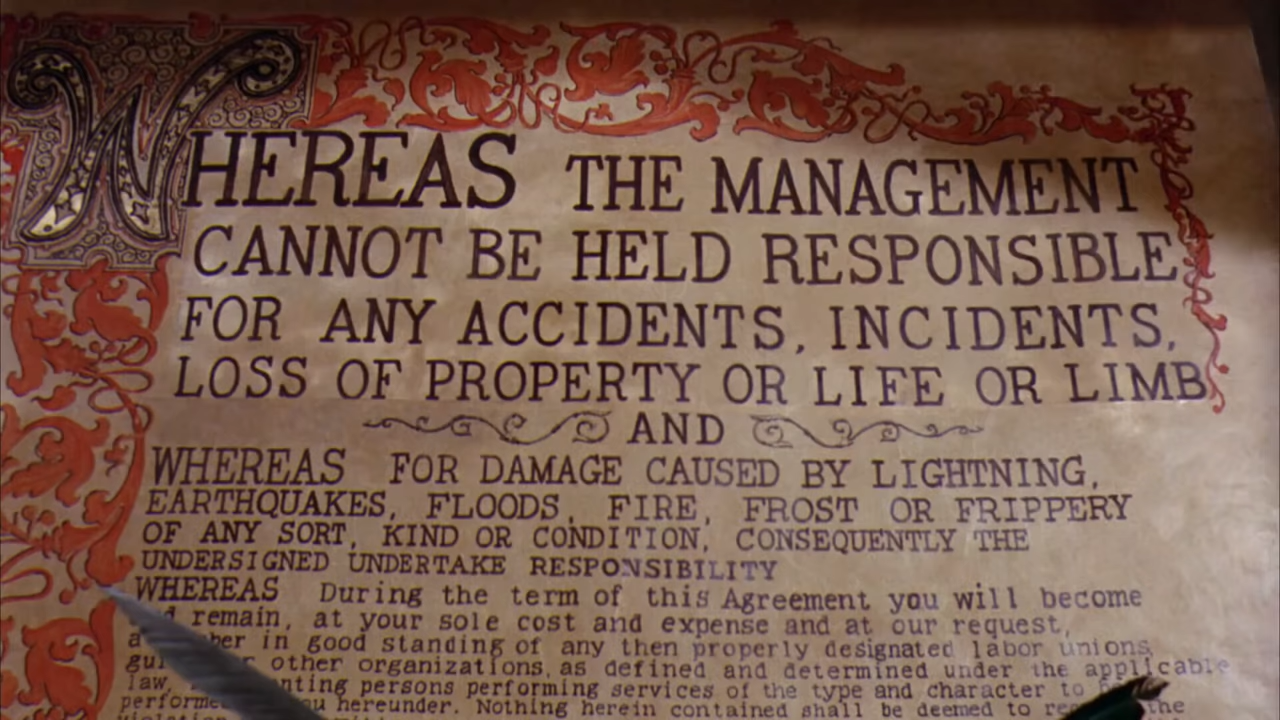 WHEREAS THE MANAGEMENT
CANNOT BE HELD RESPONSIBLE
FOR ANY ACCIDENTS, INCIDENTS,
LOSS OF PROPERTY OR LIFE OR LIMB
AND
WHEREAS FOR DAMAGE CAUSED BY LIGHTNING,
EARTHQUAKES, FLOODS, FIRE, FROST OR FRIPPERY
OF ANY SORT, KIND OR CONDITION, CONSEQUENTLY THE
UNDERSIGNED UNDERTAKE RESPONSIBILITY
WHEREAS During the term of this Agreement you will become
remain, at your sole cost and expense and at our request,
in good standing of any then properly designated labor unions,
other organizations, as defined and determined under the applicable
law, persons performing services of the type and character to
hereunder. Nothing herein contained shall be deemed to the